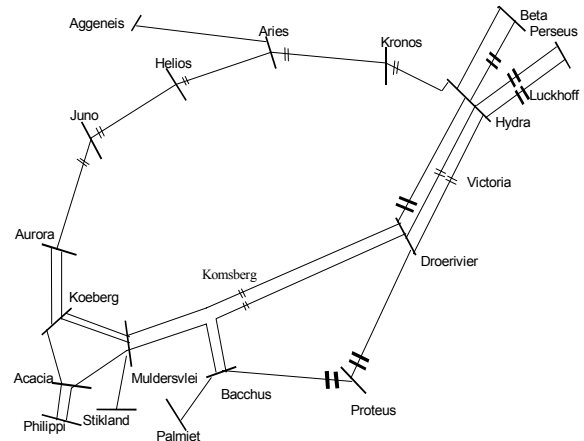 Beta
Perseus
Aggeneis
Aries
Kronos
Helios
Luckhoff
Juno
Hydra
Victoria
Aurora
Droerivier
Komsberg
Koeberg
Acacia
Muldersvlei
Bacchus
Proteus
Philippi
Stikland
Palmiet